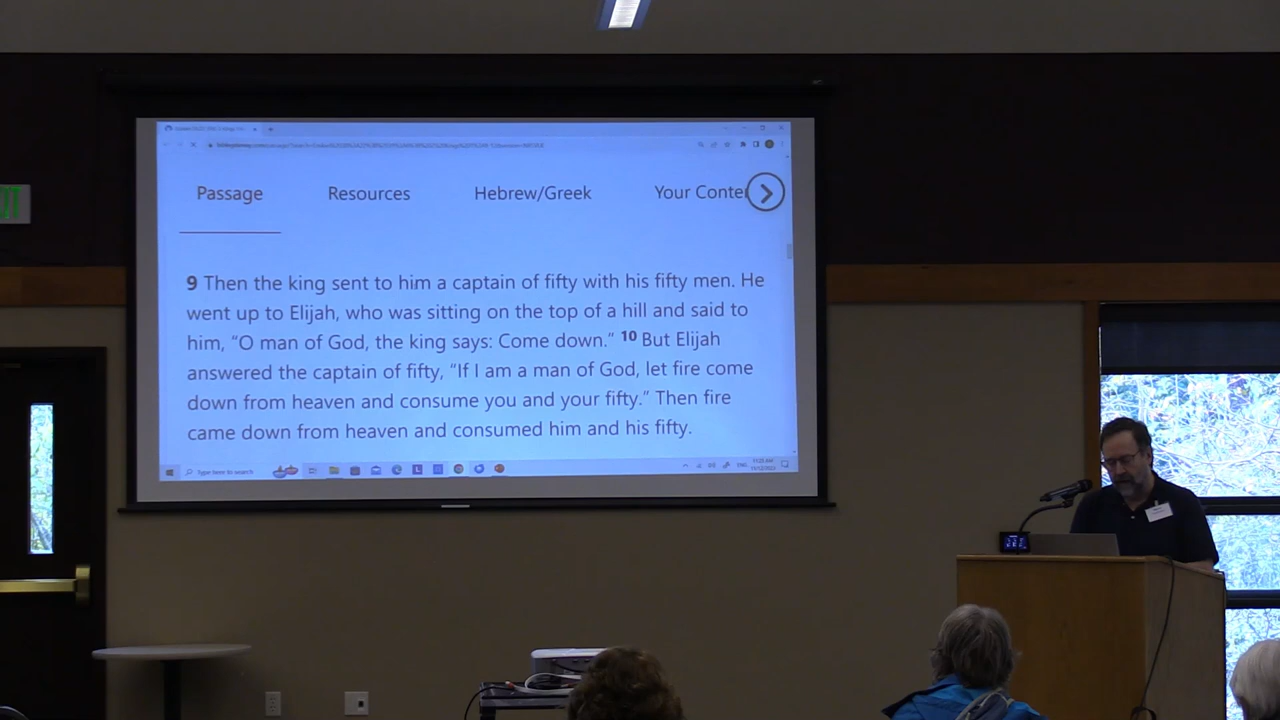 Passage
Resources
Hebrew/Greek
Your Conte
9 Then the king sent to him a captain of fifty with his fifty men. He
went up to Elijah, who was sitting on the top of a hill and said to
him, “O man of God, the king says: Come down.” 10 But Elijah
answered the captain of fifty, “If I am a man of God, let fire come
down from heaven and consume you and your fifty.” Then fire
came down from heaven and consumed him and his fifty.
Type here to search